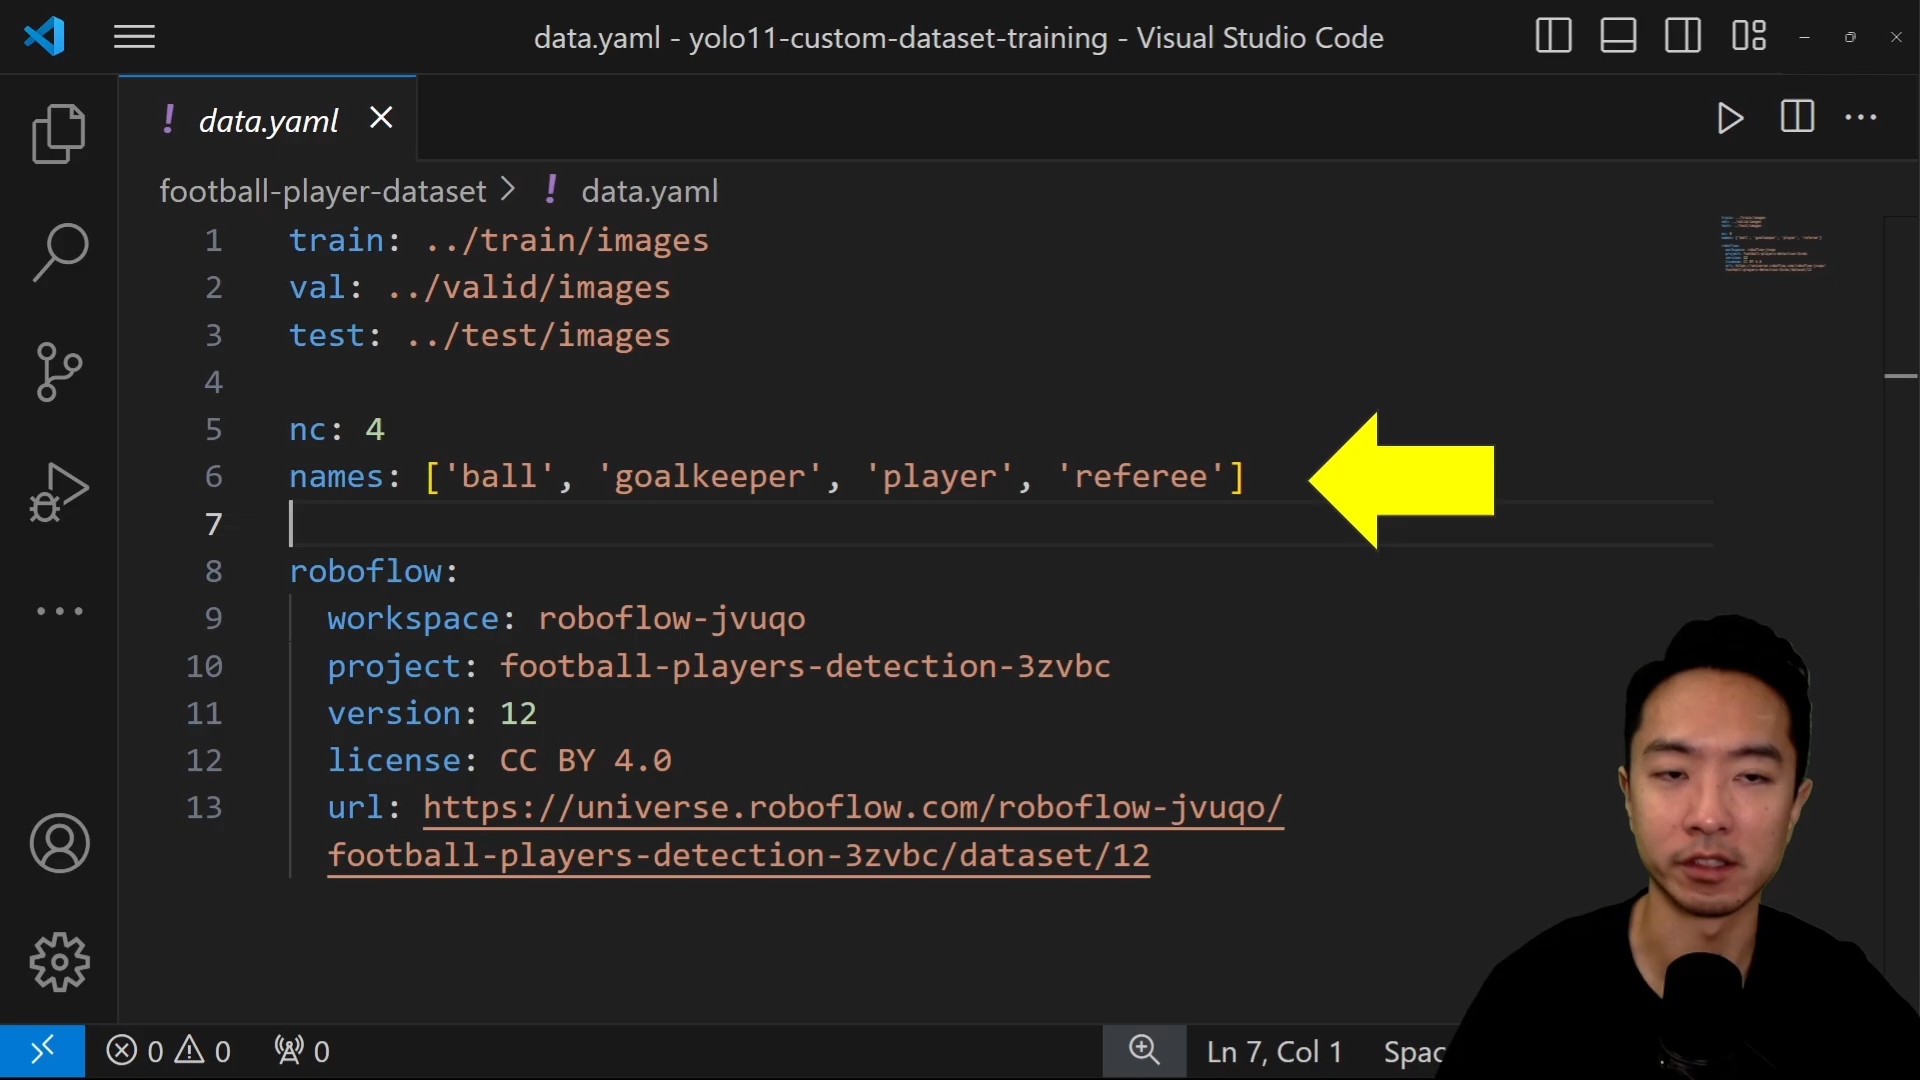 data.yaml - yolo11-custom-dataset-training - Visual Studio Code
! data.yaml
football-player-dataset > ! data.yaml
1 train: ../train/images
2 val: ../valid/images
3 test: ../test/images
4
5 nc: 4
6 names: ['ball', 'goalkeeper', 'player', 'referee']
7
8 roboflow:
9 workspace: roboflow-jvuqo
10 project: football-players-detection-3zvbc
11 version: 12
12 license: CC BY 4.0
13 url: https://universe.roboflow.com/roboflow-jvuqo/
football-players-detection-3zvbc/dataset/12
0 0 0 Ln 7, Col 1 Spac